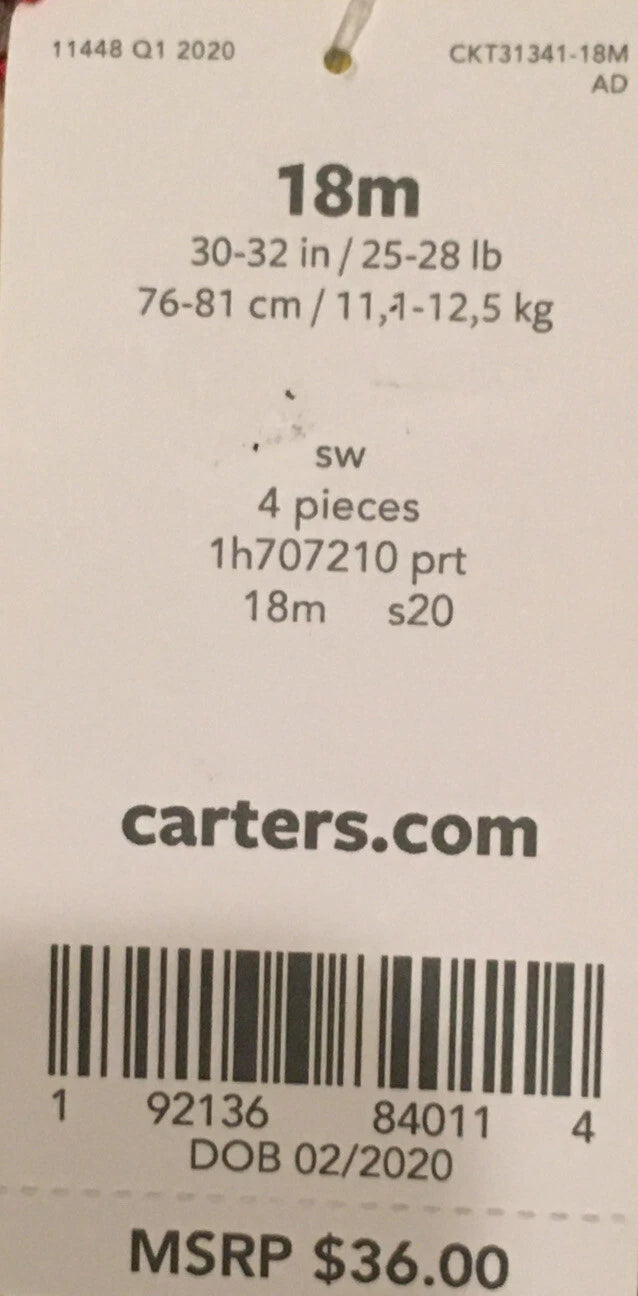 11448 Q1 2020
CKT31341-18M
AD
18m
30-32 in / 25-28 lb
76-81 cm / 11,1-12,5 kg
sw
4 pieces
1h707210 prt
18m s20
carters.com
1 92136 84011 4
DOB 02/2020
MSRP $36.00